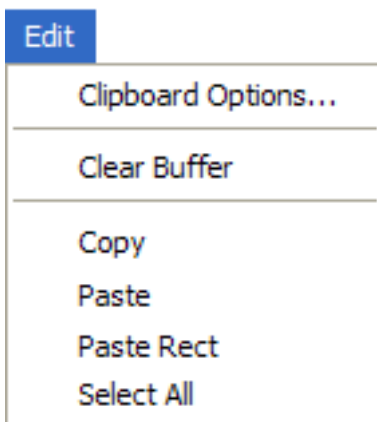 Edit
Clipboard Options...
Clear Buffer
Copy
Paste
Paste Rect
Select All